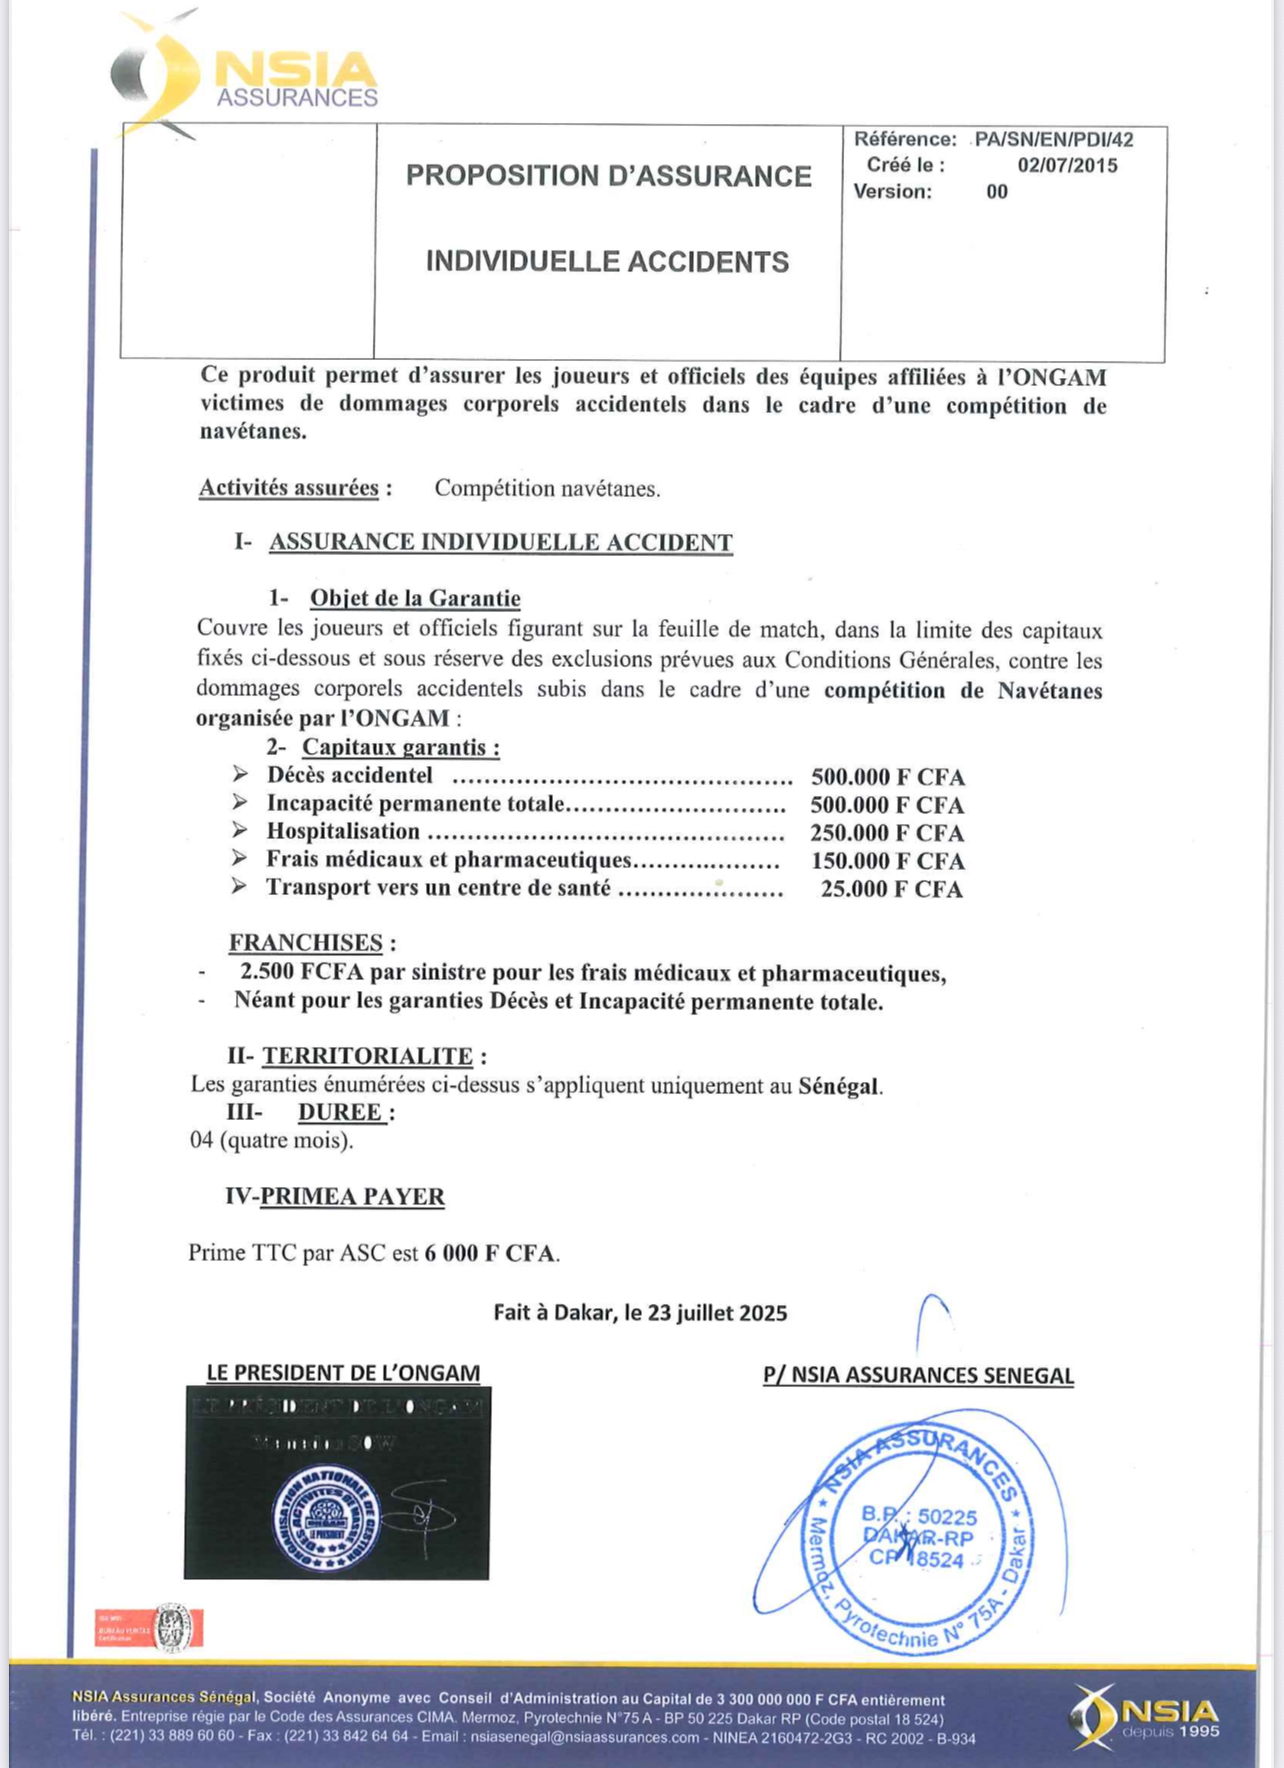 NSIA
ASSURANCES
PROPOSITION D'ASSURANCE
INDIVIDUELLE ACCIDENTS
Référence: PA/SN/EN/PDI/42
Créé le : 02/07/2015
Version: 00
Ce produit permet d'assurer les joueurs et officiels des équipes affiliées à l'ONGAM
victimes de dommages corporels accidentels dans le cadre d'une compétition de
navétanes.
Activités assurées : Compétition navétanes.
I- ASSURANCE INDIVIDUELLE ACCIDENT
1- Objet de la Garantie
Couvre les joueurs et officiels figurant sur la feuille de match, dans la limite des capitaux
fixés ci-dessous et sous réserve des exclusions prévues aux Conditions Générales, contre les
dommages corporels accidentels subis dans le cadre d'une compétition de Navétanes
organisée par l'ONGAM :
2- Capitaux garantis :
➢ Décès accidentel ........................................... 500.000 F CFA
➢ Incapacité permanente totale............................ 500.000 F CFA
➢ Hospitalisation ............................................. 250.000 F CFA
➢ Frais médicaux et pharmaceutiques................... 150.000 F CFA
➢ Transport vers un centre de santé ..................... 25.000 F CFA
FRANCHISES :
- 2.500 FCFA par sinistre pour les frais médicaux et pharmaceutiques,
- Néant pour les garanties Décès et Incapacité permanente totale.
II- TERRITORIALITE :
Les garanties énumérées ci-dessus s'appliquent uniquement au Sénégal.
III- DUREE :
04 (quatre mois).
IV-PRIMEA PAYER
Prime TTC par ASC est 6 000 F CFA.
Fait à Dakar, le 23 juillet 2025
LE PRESIDENT DE L'ONGAM
P/ NSIA ASSURANCES SENEGAL
LE PRÉSIDENT DE L'ONGAM
SOW
ORGANISATION NATIONALE DE GESTION
DES ACTIVITES DE MASSE
LE PRESIDENT
★ NSIA ASSURANCES ★
B.P. : 50225
DAKAR-RP
CP 18524
Mermoz, Pyrotechnie N° 75A - Dakar
BUREAU VERITAS
Certification
NSIA Assurances Sénégal, Société Anonyme avec Conseil d'Administration au Capital de 3 300 000 000 F CFA entièrement
libéré. Entreprise régie par le Code des Assurances CIMA. Mermoz, Pyrotechnie N°75 A - BP 50 225 Dakar RP (Code postal 18 524)
Tél. : (221) 33 889 60 60 - Fax : (221) 33 842 64 64 - Email : nsiasenegal@nsiaassurances.com - NINEA 2160472-2G3 - RC 2002 - B-934
NSIA
depuis 1995